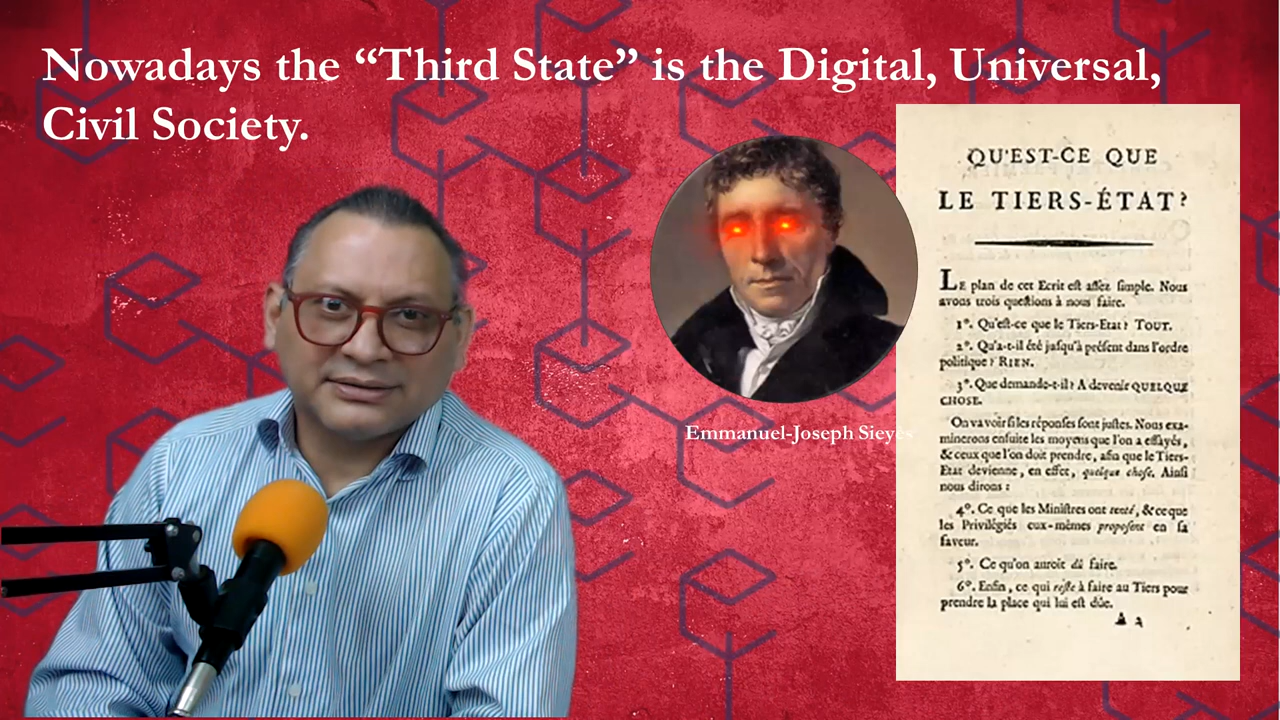 Nowadays the “Third State” is the Digital, Universal,
Civil Society.
Emmanuel-Joseph Sieyès
QU'EST-CE QUE
LE TIERS-ÉTAT?
LE plan de cet Ecrit eſt aſſez ſimple. Nous
avons trois queſtions à nous faire.
1°. Qu'eſt-ce que le Tiers-Etat? TOUT.
2°. Qu'a-t-il été juſqu'à préſent dans l'ordre
politique? RIEN.
3°. Que demande-t-il? A devenir QUELQUE
CHOSE.
On va voir ſi les réponſes ſont juſtes. Nous exa-
minerons enſuite les moyens que l'on a eſſayés,
& ceux que l'on doit prendre, afin que le Tiers-
Etat devienne, en effet, quelque choſe. Ainſi
nous dirons :
4°. Ce que les Miniſtres ont tenté, & ce que
les Privilégiés eux-mêmes propoſent en ſa
faveur.
5°. Ce qu'on auroit dû faire.
6°. Enfin, ce qui reſte à faire au Tiers pour
prendre la place qui lui eſt dûe.
A 2